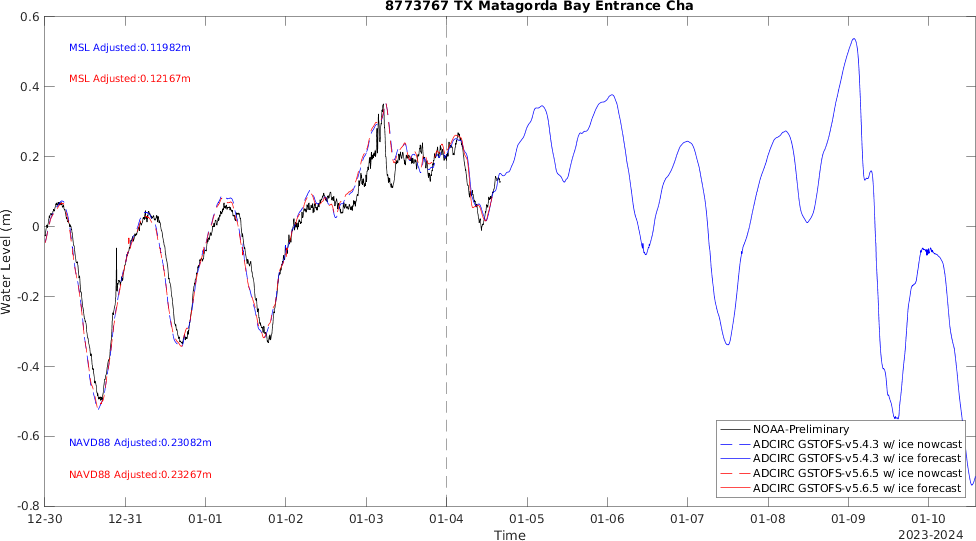 8773767 TX Matagorda Bay Entrance Cha
0.6
0.4
0.2
0
-0.2
-0.4
-0.6
-0.8
Water Level (m)
MSL Adjusted:0.11982m
MSL Adjusted:0.12167m
NAVD88 Adjusted:0.23082m
NAVD88 Adjusted:0.23267m
NOAA-Preliminary
ADCIRC GSTOFS-v5.4.3 w/ ice nowcast
ADCIRC GSTOFS-v5.4.3 w/ ice forecast
ADCIRC GSTOFS-v5.6.5 w/ ice nowcast
ADCIRC GSTOFS-v5.6.5 w/ ice forecast
12-30 12-31 01-01 01-02 01-03 01-04 01-05 01-06 01-07 01-08 01-09 01-10
Time
2023-2024